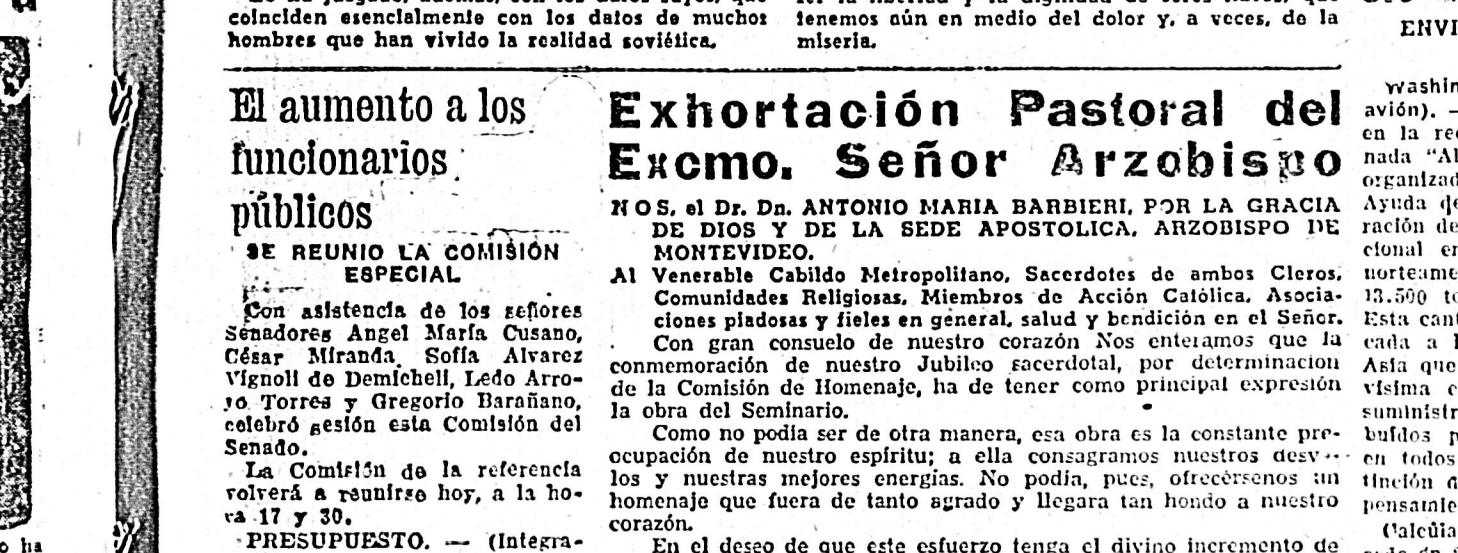 coinciden esencialmente con los datos de muchos
hombres que han vivido la realidad soviética.
tenemos aún en medio del dolor y, a veces, de la
miseria.
El aumento a los
funcionarios
públicos
SE REUNIO LA COMISIÓN
ESPECIAL
Con asistencia de los señores
Senadores Angel María Cusano,
César Miranda, Sofía Alvarez
Vignoli de Demicheli, Ledo Arro-
yo Torres y Gregorio Barañano,
celebró sesión esta Comisión del
Senado.
La Comisión de la referencia
volverá a reunirse hoy, a la ho-
ra 17 y 30.
PRESUPUESTO. — (Integra-
Exhortación Pastoral del
Excmo. Señor Arzobispo
NOS, el Dr. Dn. ANTONIO MARIA BARBIERI, POR LA GRACIA
DE DIOS Y DE LA SEDE APOSTOLICA, ARZOBISPO DE
MONTEVIDEO.
Al Venerable Cabildo Metropolitano, Sacerdotes de ambos Cleros,
Comunidades Religiosas, Miembros de Acción Católica, Asocia-
ciones piadosas y fieles en general, salud y bendición en el Señor.
Con gran consuelo de nuestro corazón Nos enteramos que la
conmemoración de nuestro Jubileo sacerdotal, por determinacion
de la Comisión de Homenaje, ha de tener como principal expresión
la obra del Seminario.
Como no podía ser de otra manera, esa obra es la constante pre-
ocupación de nuestro espíritu; a ella consagramos nuestros desv
los y nuestras mejores energías. No podía, pues, ofrecérsenos un
homenaje que fuera de tanto agrado y llegara tan hondo a nuestro
corazón.
En el deseo de que este esfuerzo tenga el divino incremento de
ENVI
Washin
avión). —
en la re
nada "Al
organizad
Ayuda de
ración de
cional en
norteame
13.500 to
Esta cant
cada a l
Asia que
vísima c
suministr
buídos p
en todos
tinción d
pensamie
Calcúla
o ha